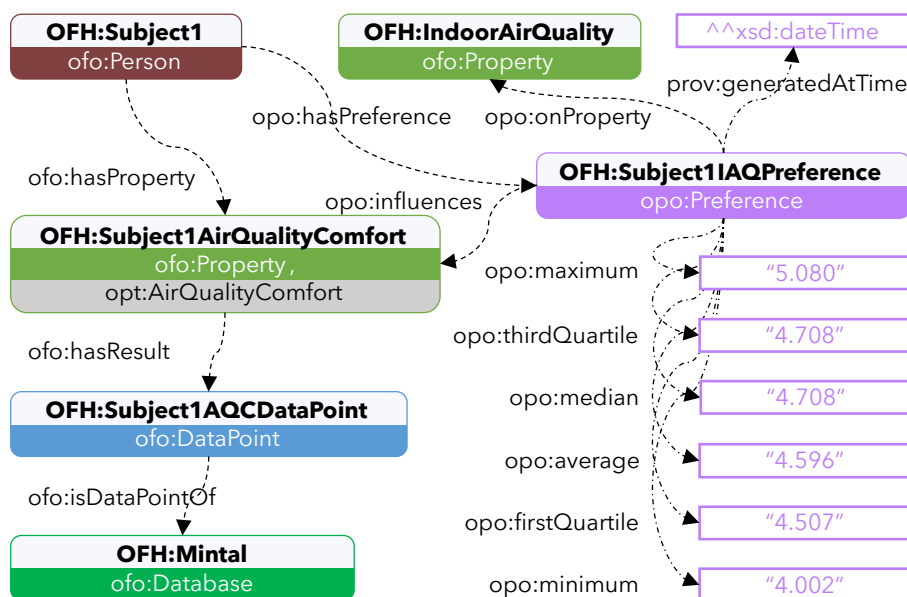 OFH:Subject1
ofo:Person
OFH:IndoorAirQuality
ofo:Property
^^xsd:dateTime
prov:generatedAtTime
opo:hasPreference
opo:onProperty
OFH:Subject1IAQPreference
opo:Preference
ofo:hasProperty
opo:influences
OFH:Subject1AirQualityComfort
ofo:Property,
opt:AirQualityComfort
opo:maximum
“5.080”
ofo:hasResult
opo:thirdQuartile
“4.708”
OFH:Subject1AQCDataPoint
ofo:DataPoint
opo:median
“4.708”
opo:average
“4.596”
ofo:isDataPointOf
opo:firstQuartile
“4.507”
OFH:Mintal
ofo:Database
opo:minimum
“4.002”